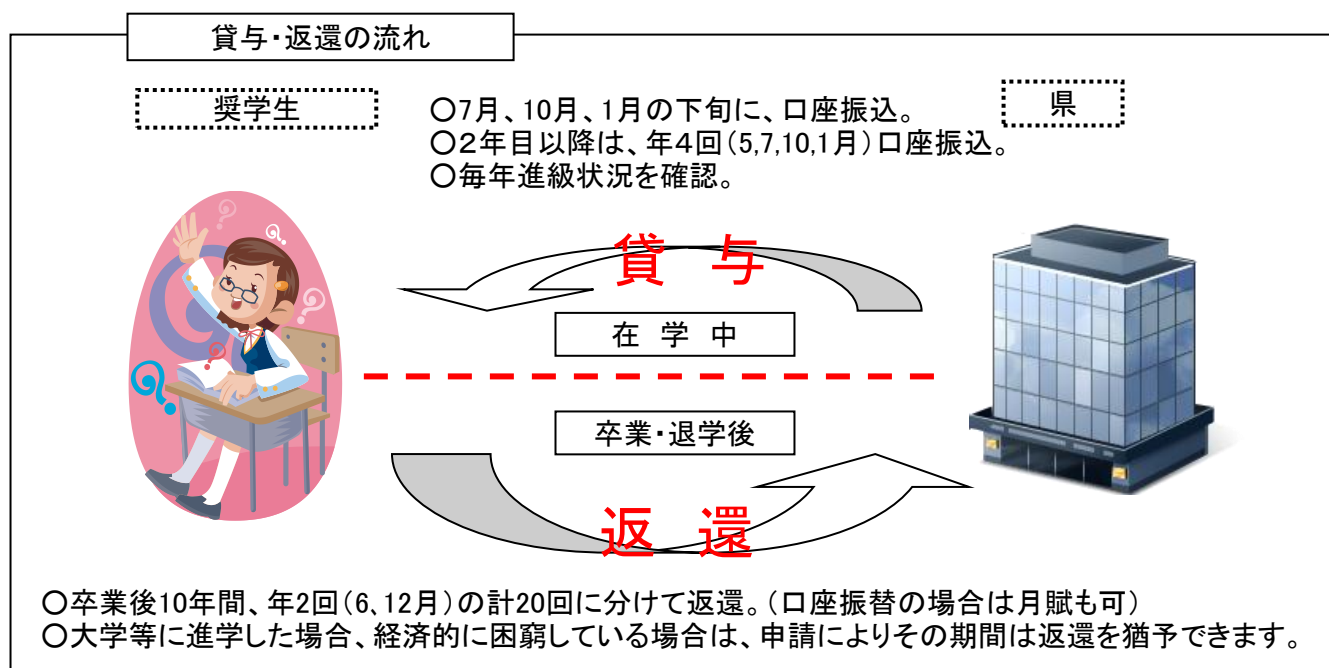 貸与・返還の流れ
奨学生
県
〇7月、10月、1月の下旬に、口座振込。
〇２年目以降は、年４回（5,7,10,1月）口座振込。
〇毎年進級状況を確認。
貸 与
在 学 中
卒業・退学後
返 還
〇卒業後10年間、年2回（6、12月）の計20回に分けて返還。（口座振替の場合は月賦も可）
〇大学等に進学した場合、経済的に困窮している場合は、申請によりその期間は返還を猶予できます。